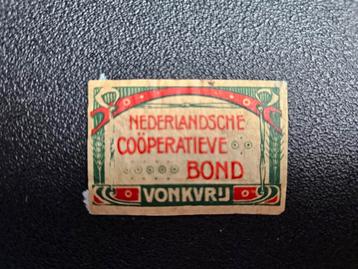 NEDERLANDSCHE
COÖPERATIEVE
BOND
VONKVRIJ